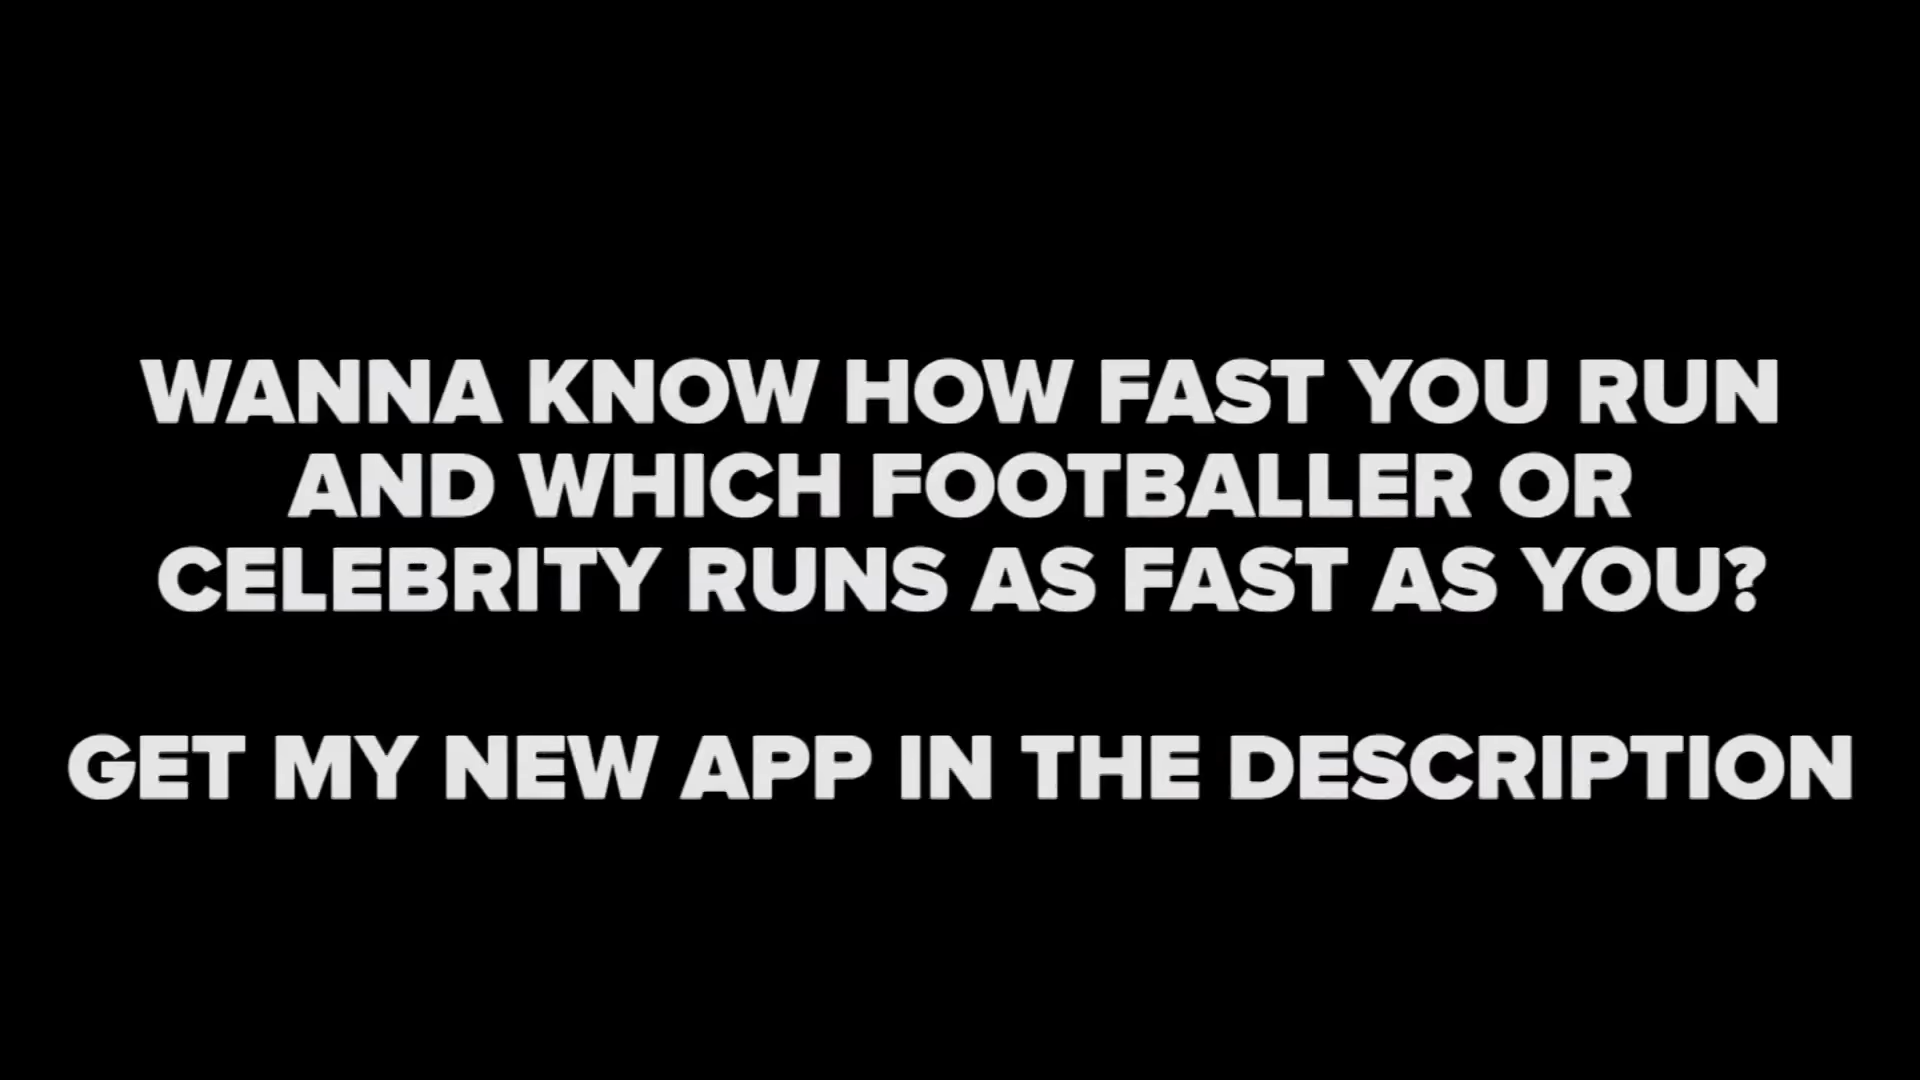 WANNA KNOW HOW FAST YOU RUN
AND WHICH FOOTBALLER OR
CELEBRITY RUNS AS FAST AS YOU?
GET MY NEW APP IN THE DESCRIPTION